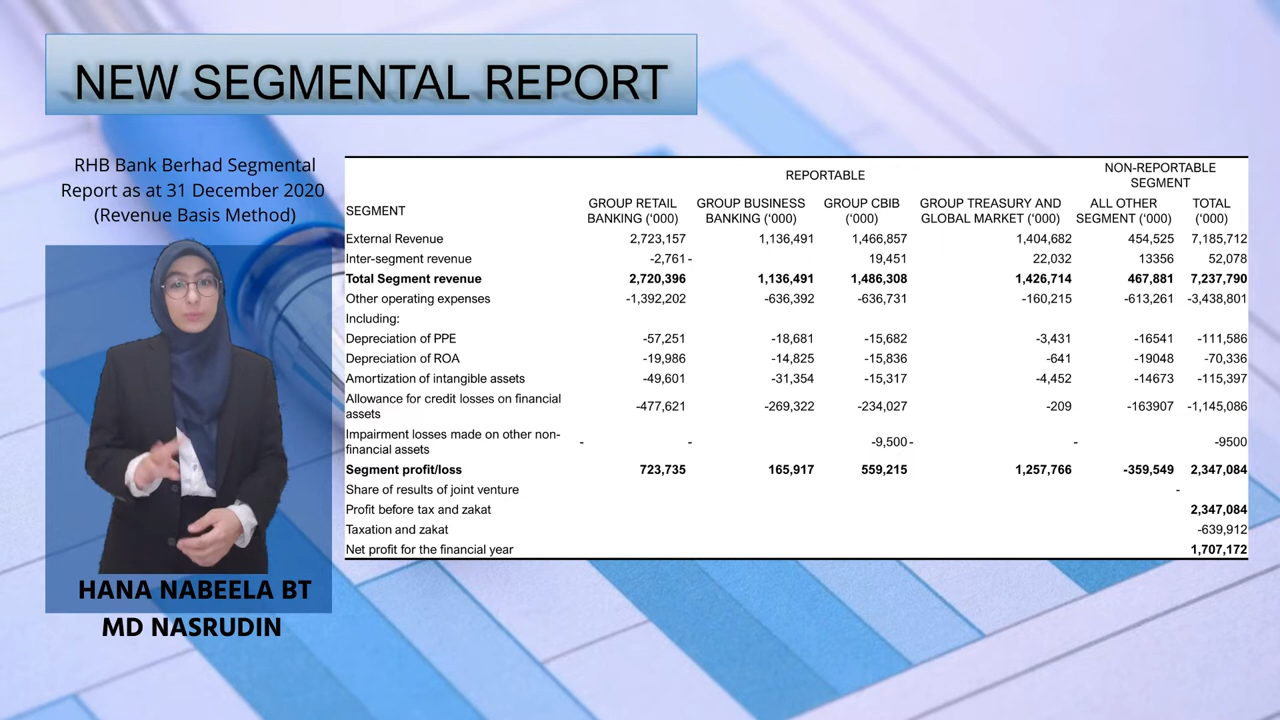 NEW SEGMENTAL REPORT
RHB Bank Berhad Segmental
Report as at 31 December 2020
(Revenue Basis Method)
HANA NABEELA BT
MD NASRUDIN
REPORTABLE NON-REPORTABLE SEGMENT
SEGMENT GROUP RETAIL BANKING ('000) GROUP BUSINESS BANKING ('000) GROUP CBIB ('000) GROUP TREASURY AND GLOBAL MARKET ('000) ALL OTHER SEGMENT ('000) TOTAL ('000)
External Revenue 2,723,157 1,136,491 1,466,857 1,404,682 454,525 7,185,712
Inter-segment revenue -2,761 - 19,451 22,032 13356 52,078
Total Segment revenue 2,720,396 1,136,491 1,486,308 1,426,714 467,881 7,237,790
Other operating expenses -1,392,202 -636,392 -636,731 -160,215 -613,261 -3,438,801
Including:
Depreciation of PPE -57,251 -18,681 -15,682 -3,431 -16541 -111,586
Depreciation of ROA -19,986 -14,825 -15,836 -641 -19048 -70,336
Amortization of intangible assets -49,601 -31,354 -15,317 -4,452 -14673 -115,397
Allowance for credit losses on financial
assets -477,621 -269,322 -234,027 -209 -163907 -1,145,086
Impairment losses made on other non-
financial assets - - -9,500 - - -9500
Segment profit/loss 723,735 165,917 559,215 1,257,766 -359,549 2,347,084
Share of results of joint venture -
Profit before tax and zakat 2,347,084
Taxation and zakat -639,912
Net profit for the financial year 1,707,172